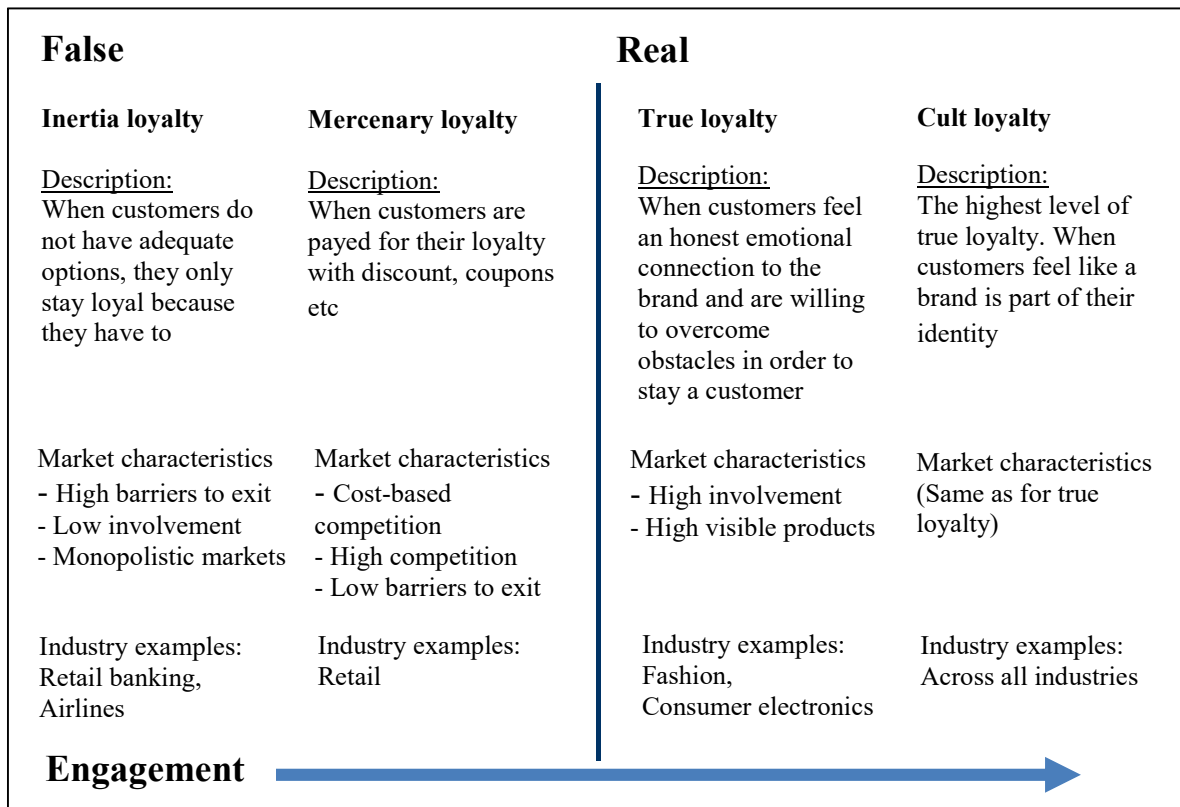 False
Real
Inertia loyalty
Mercenary loyalty
True loyalty
Cult loyalty
Description:
When customers do
not have adequate
options, they only
stay loyal because
they have to
Description:
When customers are
payed for their loyalty
with discount, coupons
etc
Description:
When customers feel
an honest emotional
connection to the
brand and are willing
to overcome
obstacles in order to
stay a customer
Description:
The highest level of
true loyalty. When
customers feel like a
brand is part of their
identity
Market characteristics
- High barriers to exit
- Low involvement
- Monopolistic markets
Market characteristics
- Cost-based
competition
- High competition
- Low barriers to exit
Market characteristics
- High involvement
- High visible products
Market characteristics
(Same as for true
loyalty)
Industry examples:
Retail banking,
Airlines
Industry examples:
Retail
Industry examples:
Fashion,
Consumer electronics
Industry examples:
Across all industries
Engagement